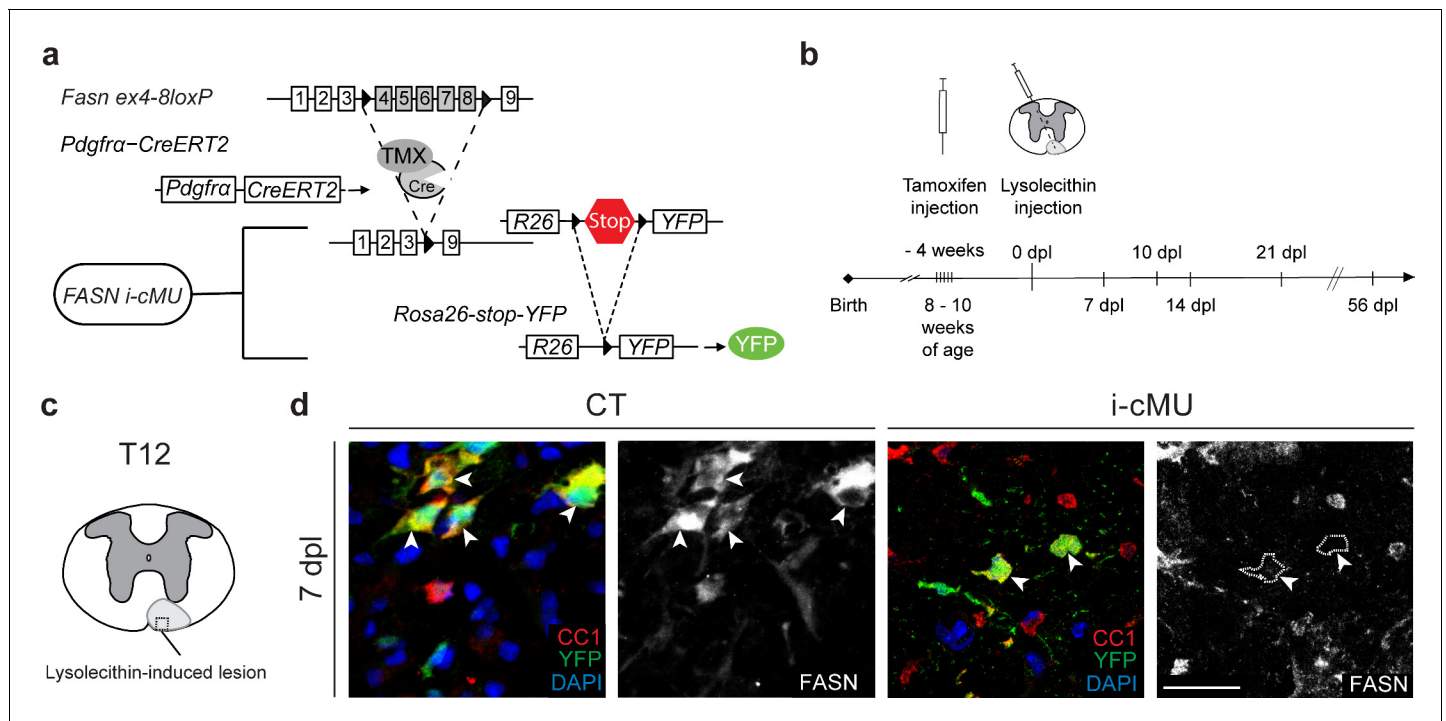 a
Fasn ex4-8loxP
1 2 3 4 5 6 7 8 9
Pdgfrα−CreERT2
TMX
Cre
Pdgfrα CreERT2
R26 Stop YFP
1 2 3 9
FASN i-cMU
Rosa26-stop-YFP
R26 YFP YFP
b
Tamoxifen
injection
Lysolecithin
injection
- 4 weeks 0 dpl 10 dpl 21 dpl
Birth 8 - 10
weeks
of age
7 dpl 14 dpl 56 dpl
c
T12
Lysolecithin-induced lesion
d
CT i-cMU
7 dpl
CC1
YFP
DAPI
FASN
CC1
YFP
DAPI
FASN